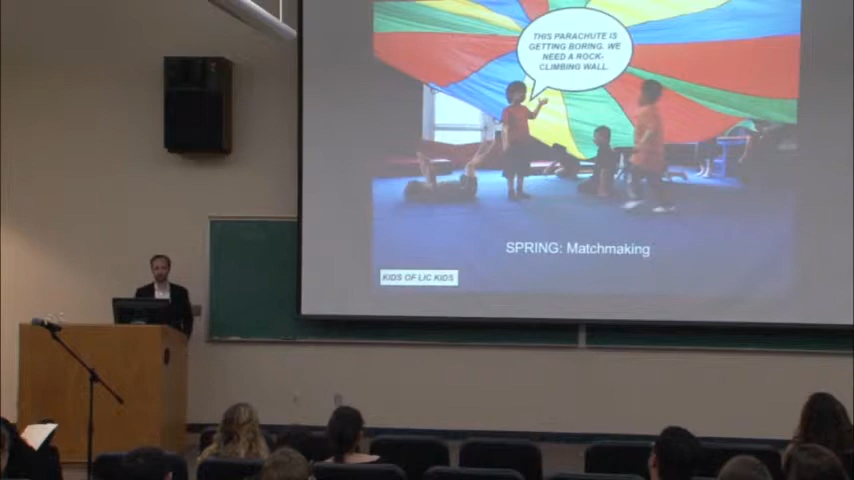 THIS PARACHUTE IS
GETTING BORING. WE
NEED A ROCK-
CLIMBING WALL.
SPRING: Matchmaking
KIDS OF LIC KIDS